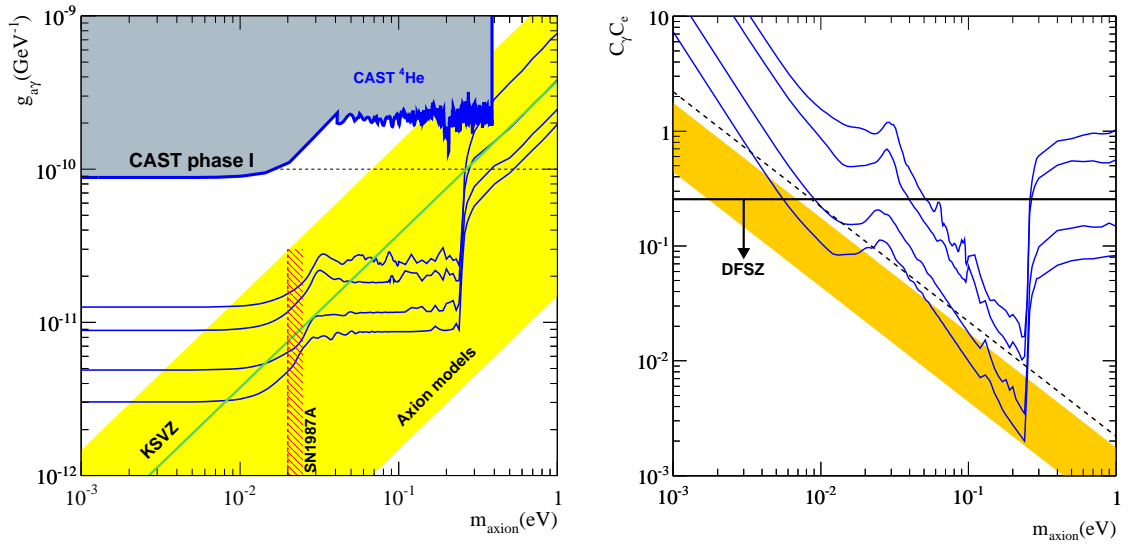 g_aγ(GeV⁻¹)
10⁻⁹
10⁻¹⁰
10⁻¹¹
10⁻¹²
CAST ⁴He
CAST phase I
KSVZ
SN1987A
Axion models
10⁻³
10⁻²
10⁻¹
1
m_axion(eV)
C_γC_e
10
1
10⁻¹
10⁻²
10⁻³
DFSZ
10⁻³
10⁻²
10⁻¹
1
m_axion(eV)